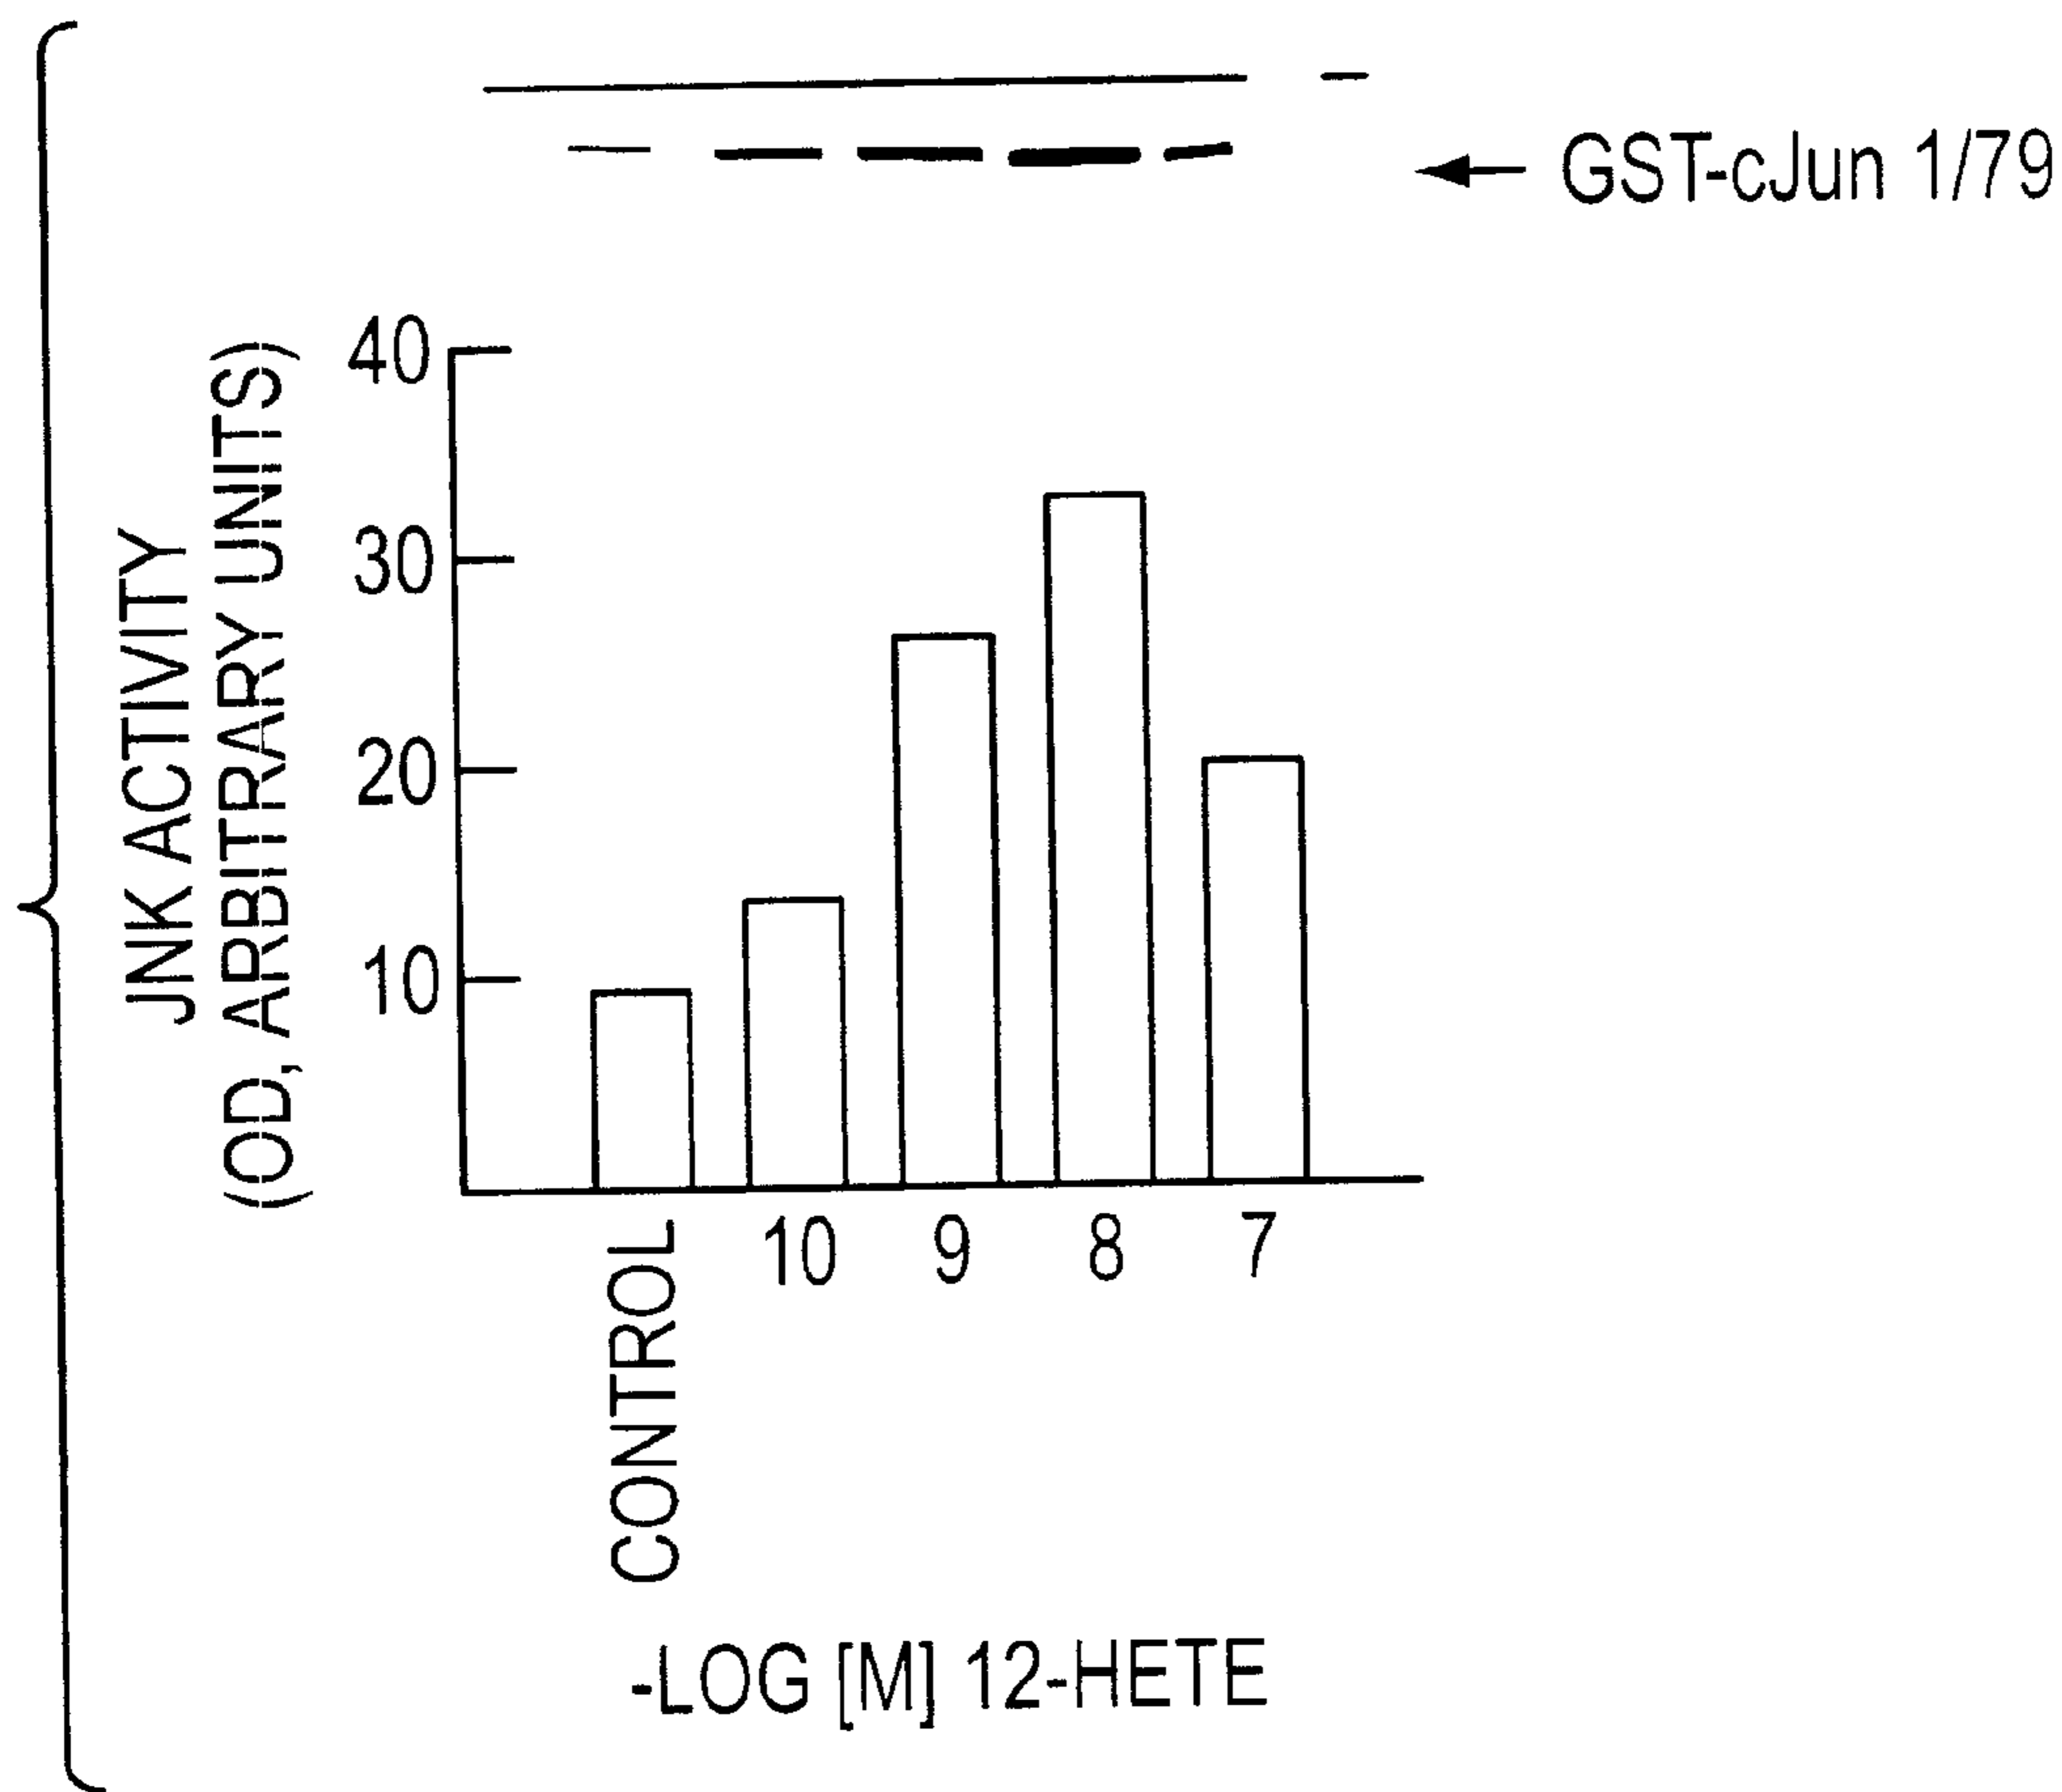 GST-cJun 1/79
JNK ACTIVITY
(OD, ARBITRARY UNITS)
40
30
20
10
CONTROL
10
9
8
7
-LOG [M] 12-HETE